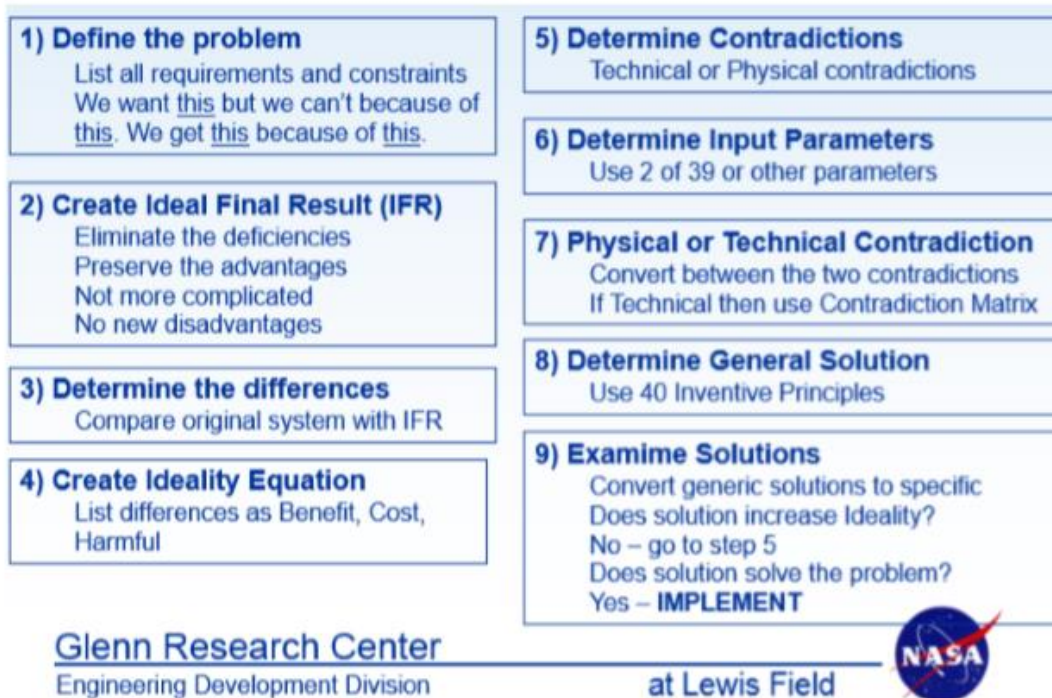 1) Define the problem
List all requirements and constraints
We want this but we can't because of
this. We get this because of this.
2) Create Ideal Final Result (IFR)
Eliminate the deficiencies
Preserve the advantages
Not more complicated
No new disadvantages
3) Determine the differences
Compare original system with IFR
4) Create Ideality Equation
List differences as Benefit, Cost,
Harmful
5) Determine Contradictions
Technical or Physical contradictions
6) Determine Input Parameters
Use 2 of 39 or other parameters
7) Physical or Technical Contradiction
Convert between the two contradictions
If Technical then use Contradiction Matrix
8) Determine General Solution
Use 40 Inventive Principles
9) Examime Solutions
Convert generic solutions to specific
Does solution increase Ideality?
No – go to step 5
Does solution solve the problem?
Yes – IMPLEMENT
Glenn Research Center
Engineering Development Division
at Lewis Field
NASA